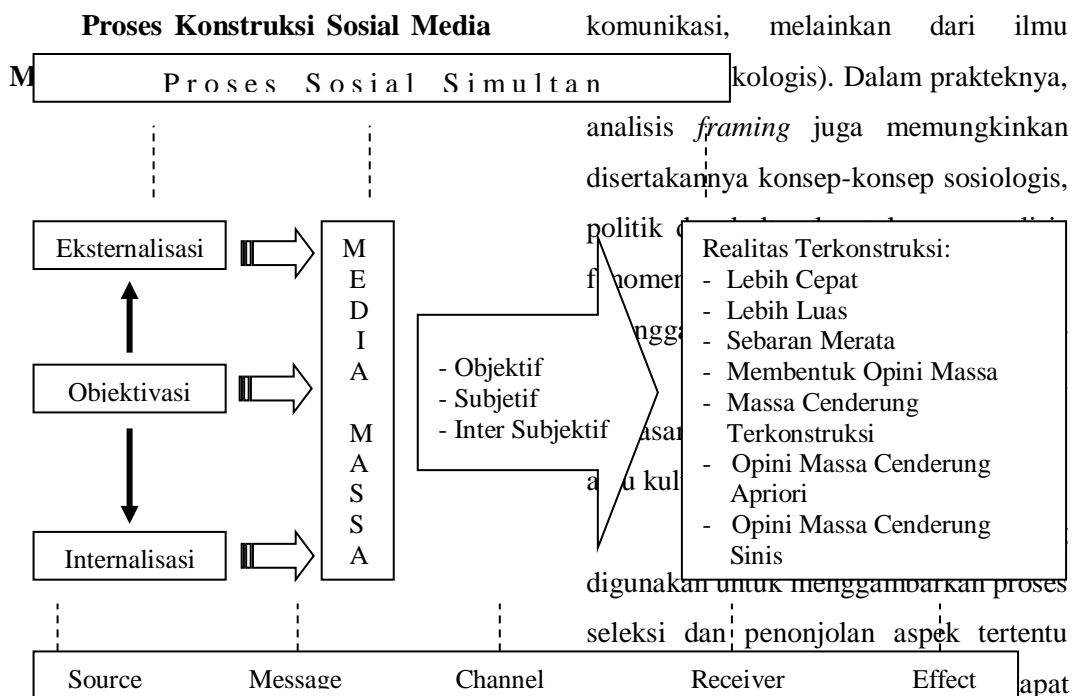 Proses Konstruksi Sosial Media
M
Proses Sosial Simultan
Eksternalisasi
Objektivasi
Internalisasi
MEDIA MASSA
- Objektif
- Subjetif
- Inter Subjektif
Realitas Terkonstruksi:
- Lebih Cepat
- Lebih Luas
- Sebaran Merata
- Membentuk Opini Massa
- Massa Cenderung
Terkonstruksi
- Opini Massa Cenderung
Apriori
- Opini Massa Cenderung
Sinis
Source Message Channel Receiver Effect
komunikasi, melainkan dari ilmu
kologis). Dalam prakteknya,
analisis framing juga memungkinkan
disertakannya konsep-konsep sosiologis,
politik
digunakan untuk menggambarkan proses
seleksi dan penonjolan aspek tertentu
apat